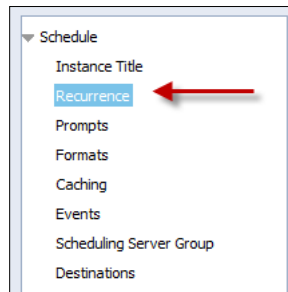 Schedule
Instance Title
Recurrence
Prompts
Formats
Caching
Events
Scheduling Server Group
Destinations